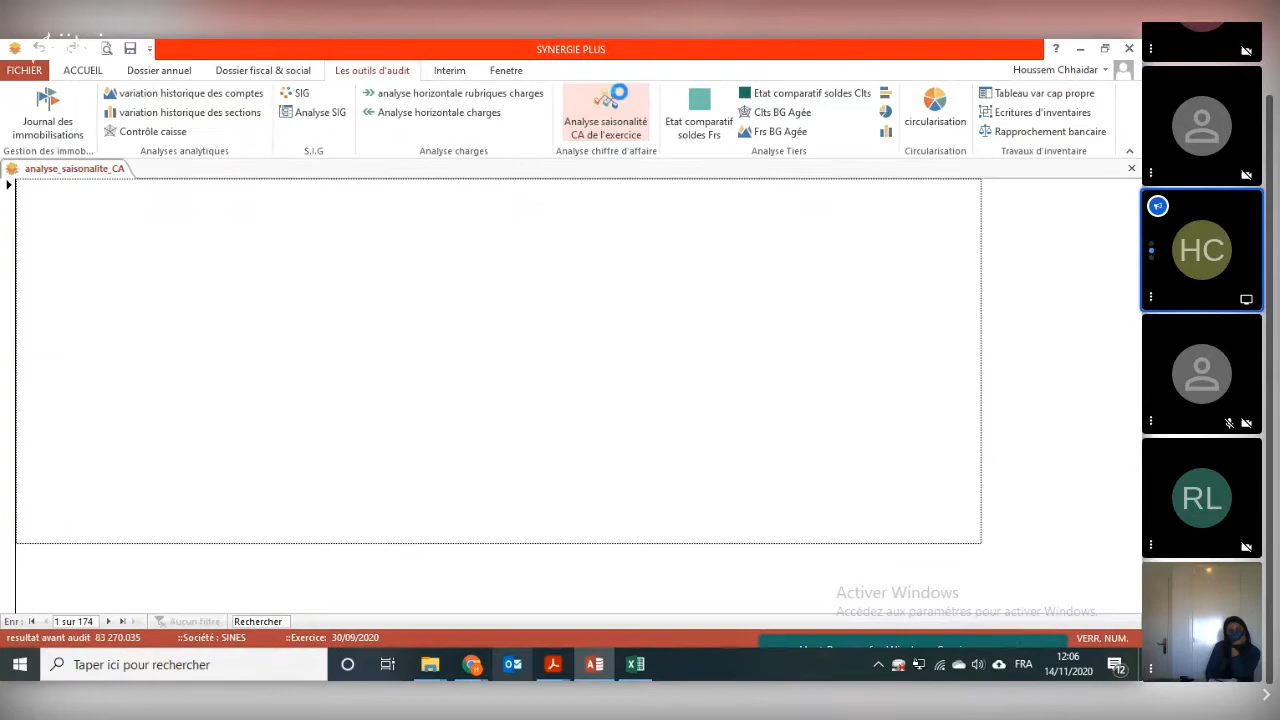 SYNERGIE PLUS
FICHIER ACCUEIL Dossier annuel Dossier fiscal & social Les outils d'audit Interim Fenetre Houssem Chhaidar
Journal des immobilisations
Gestion des immob...
variation historique des comptes
variation historique des sections
Contrôle caisse
Analyses analytiques
SIG
Analyse SIG
S.I.G
analyse horizontale rubriques charges
Analyse horizontale charges
Analyse charges
Analyse saisonalité
CA de l'exercice
Analyse chiffre d'affaire
Etat comparatif
soldes Frs
Etat comparatif soldes Clts
Clts BG Agée
Frs BG Agée
Analyse Tiers
circularisation
Circularisation
Tableau var cap propre
Ecritures d'inventaires
Rapprochement bancaire
Travaux d'inventaire
analyse_saisonalite_CA
HC
RL
Activer Windows
Accédez aux paramètres pour activer Windows.
Enr : 1 sur 174 Aucun filtre Rechercher
resultat avant audit 83 270.035 ::Société : SINES ::Exercice: 30/09/2020 VERR. NUM.
Taper ici pour rechercher FRA 12:06
14/11/2020 12